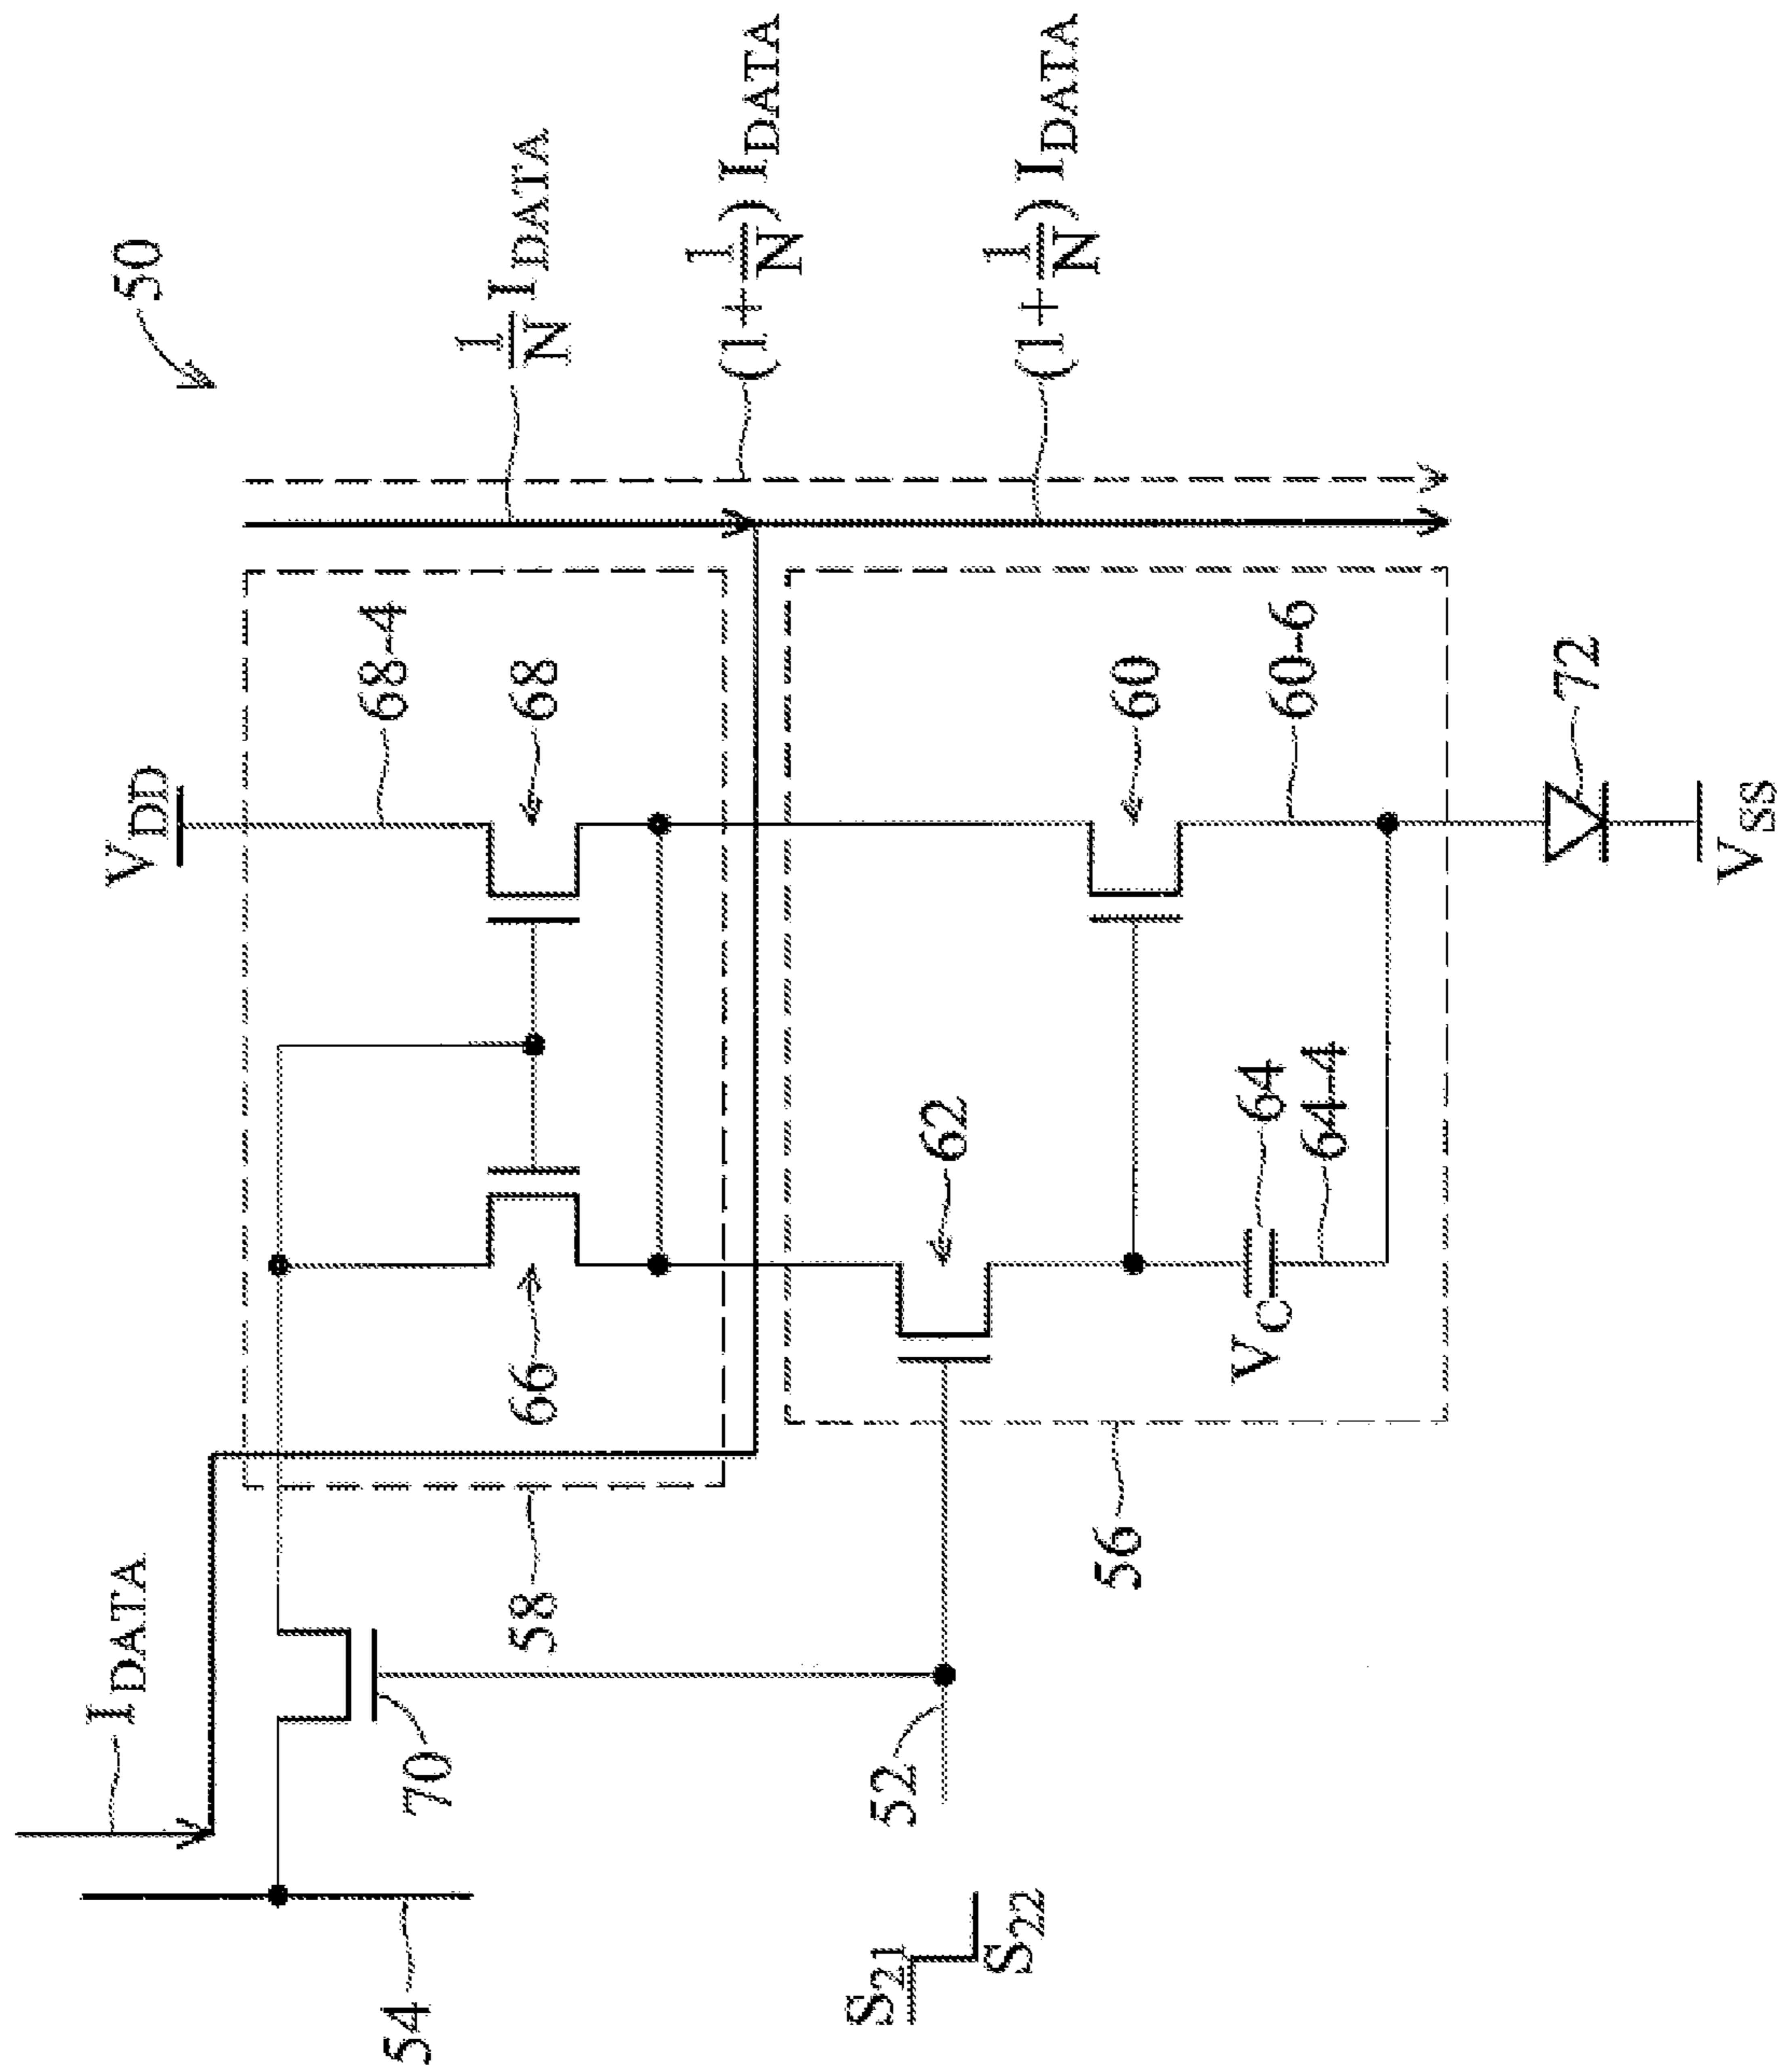 50
I_DATA
V_DD
1/N I_DATA
(1+1/N) I_DATA
(1+1/N) I_DATA
54
70
58
66
68
68-4
52
S21
S22
56
62
60
60-6
V_C
64
64-4
72
V_SS